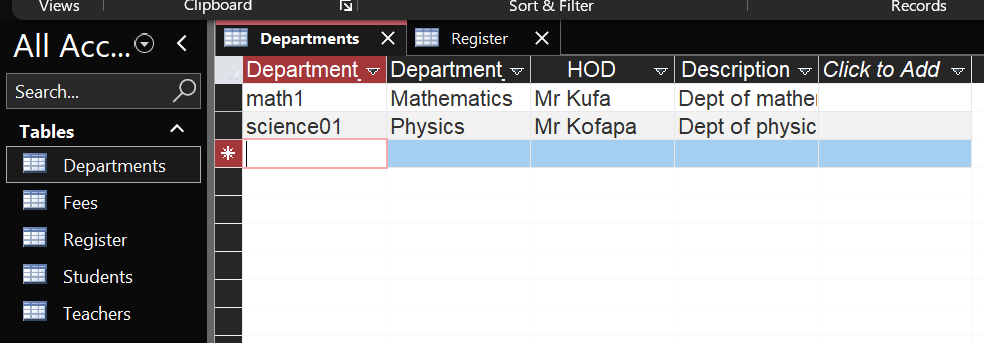 Views Clipboard Sort & Filter Records
All Acc...
Search...
Tables
Departments
Fees
Register
Students
Teachers
Departments Register
Department_ Department_ HOD Description Click to Add
math1 Mathematics Mr Kufa Dept of mathe
science01 Physics Mr Kofapa Dept of physic